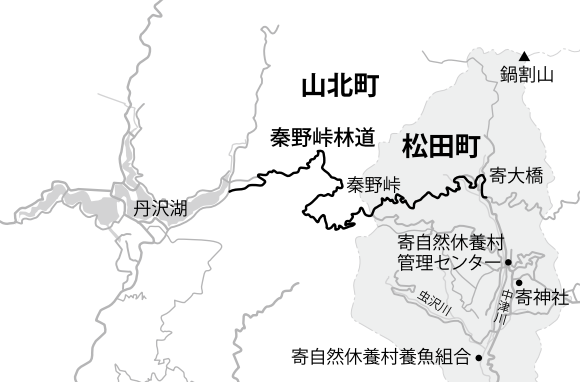 鍋割山
山北町
秦野峠林道
松田町
寄大橋
秦野峠
丹沢湖
寄自然休養村
管理センター
寄神社
中津川
虫沢川
寄自然休養村養魚組合